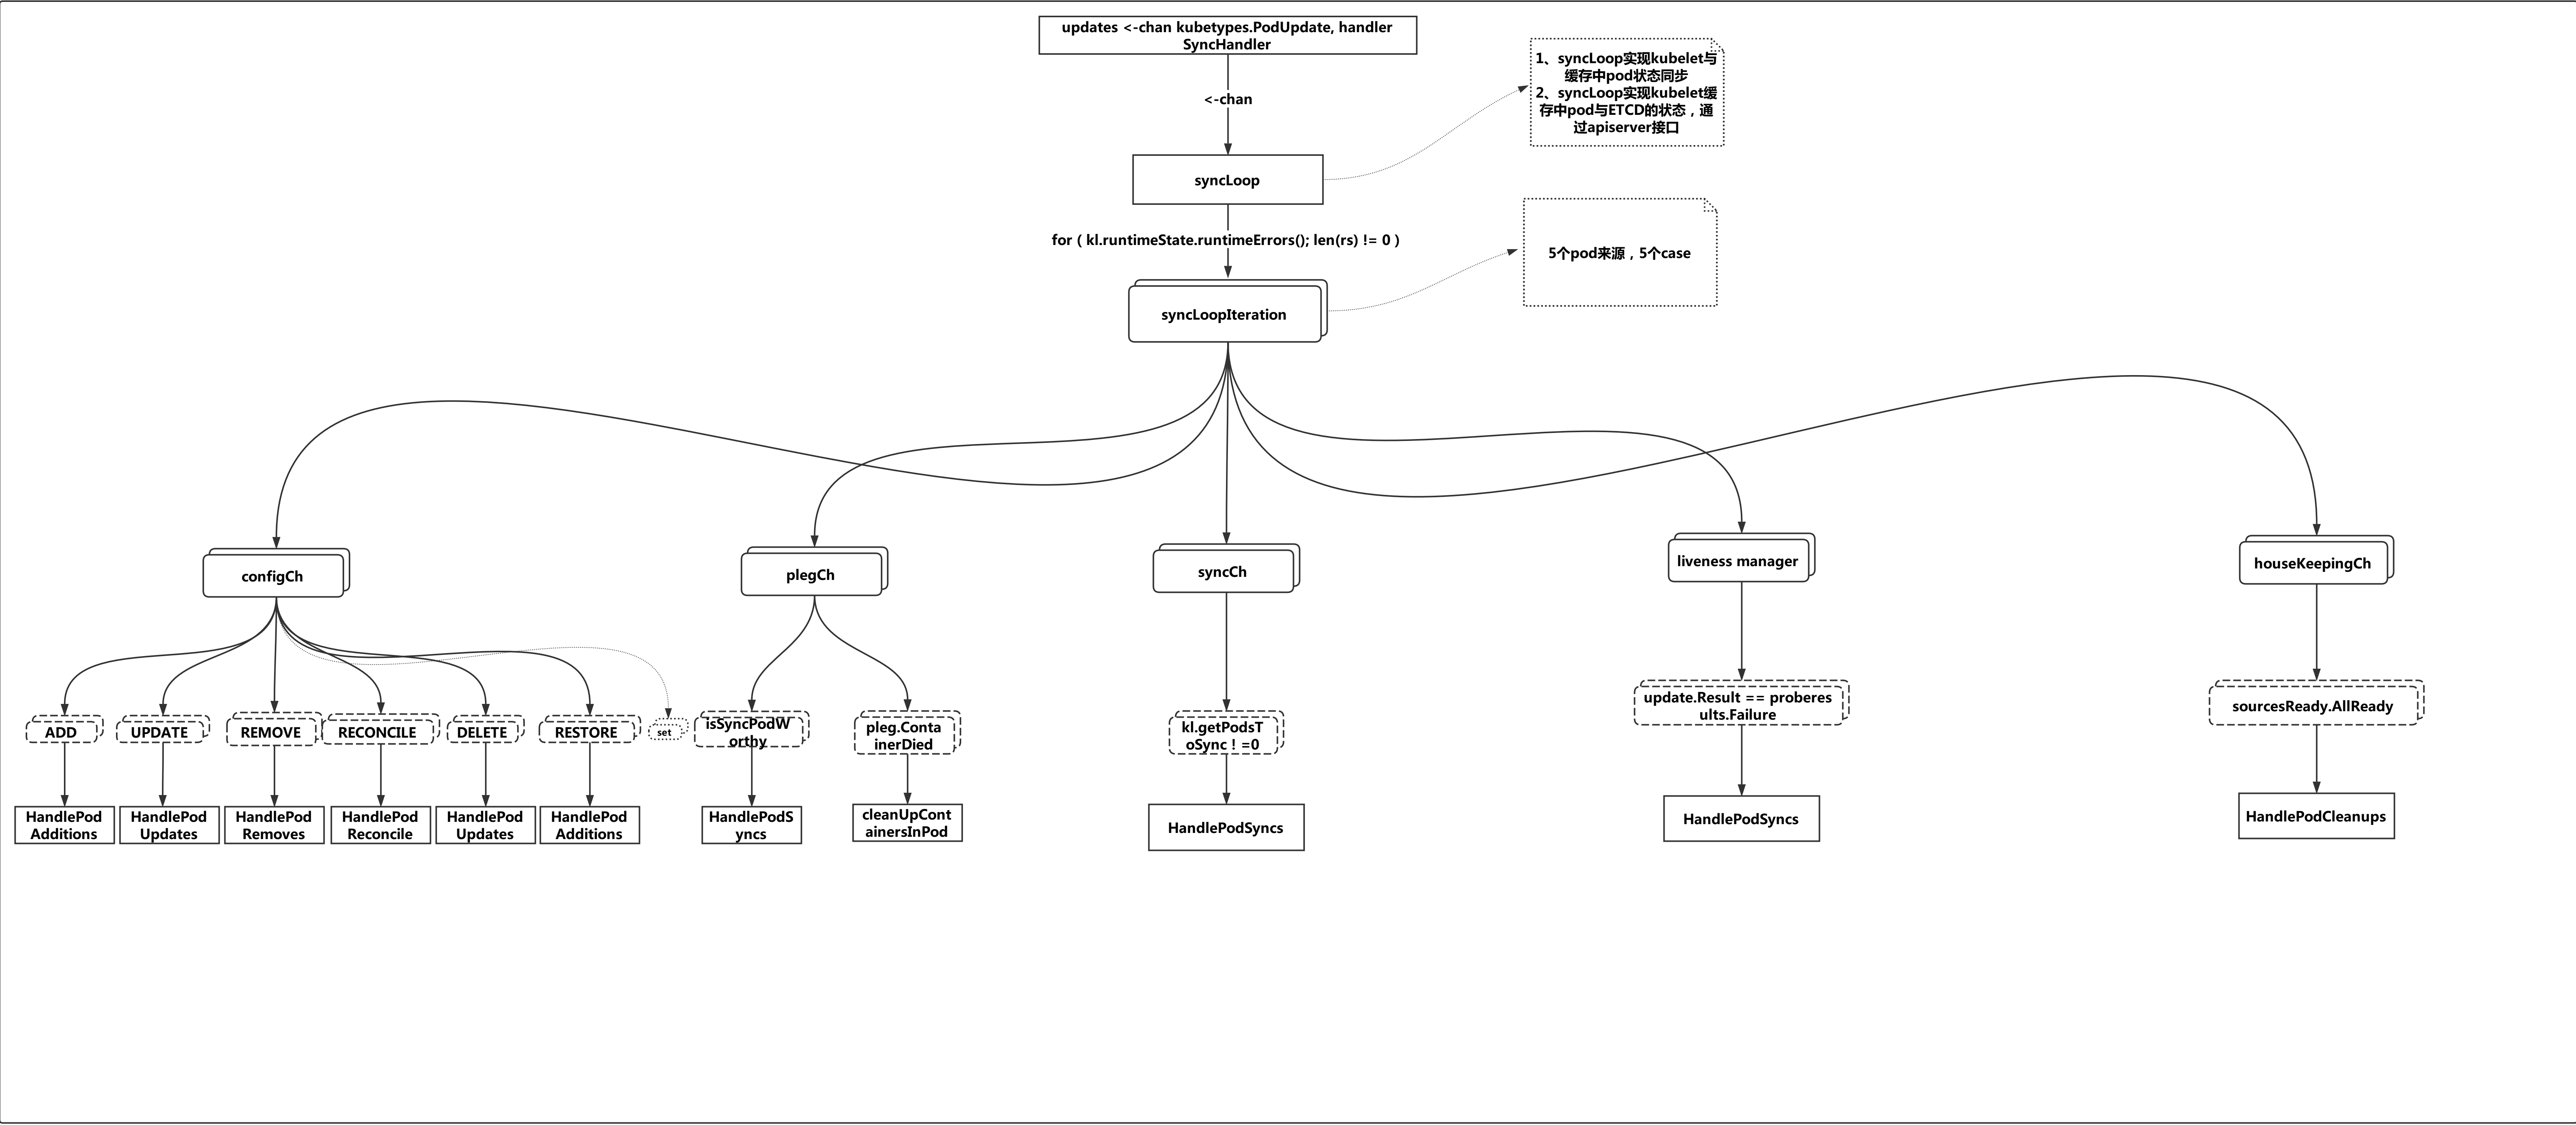 updates <-chan kubetypes.PodUpdate, handler
SyncHandler
1、syncLoop实现kubelet与
缓存中pod状态同步
2、syncLoop实现kubelet缓
存中pod与ETCD的状态，通
过apiserver接口
<-chan
syncLoop
for ( kl.runtimeState.runtimeErrors(); len(rs) != 0 )
5个pod来源，5个case
syncLoopIteration
configCh
plegCh
syncCh
liveness manager
houseKeepingCh
ADD
UPDATE
REMOVE
RECONCILE
DELETE
RESTORE
set
isSyncPodW
orthy
pleg.Conta
inerDied
kl.getPodsT
oSync！=0
update.Result == proberes
ults.Failure
sourcesReady.AllReady
HandlePod
Additions
HandlePod
Updates
HandlePod
Removes
HandlePod
Reconcile
HandlePod
Updates
HandlePod
Additions
HandlePodS
yncs
cleanUpCont
ainersInPod
HandlePodSyncs
HandlePodSyncs
HandlePodCleanups